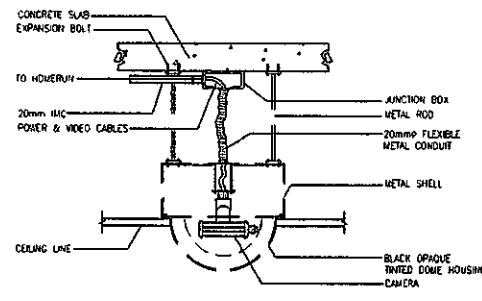 CONCRETE SLAB
EXPANSION BOLT
TO HOMERUN
20mm IMC
POWER & VIDEO CABLES
JUNCTION BOX
METAL ROD
20mmø FLEXIBLE
METAL CONDUIT
METAL SHELL
CEILING LINE
BLACK OPAQUE
TINTED DOME HOUSING
CAMERA